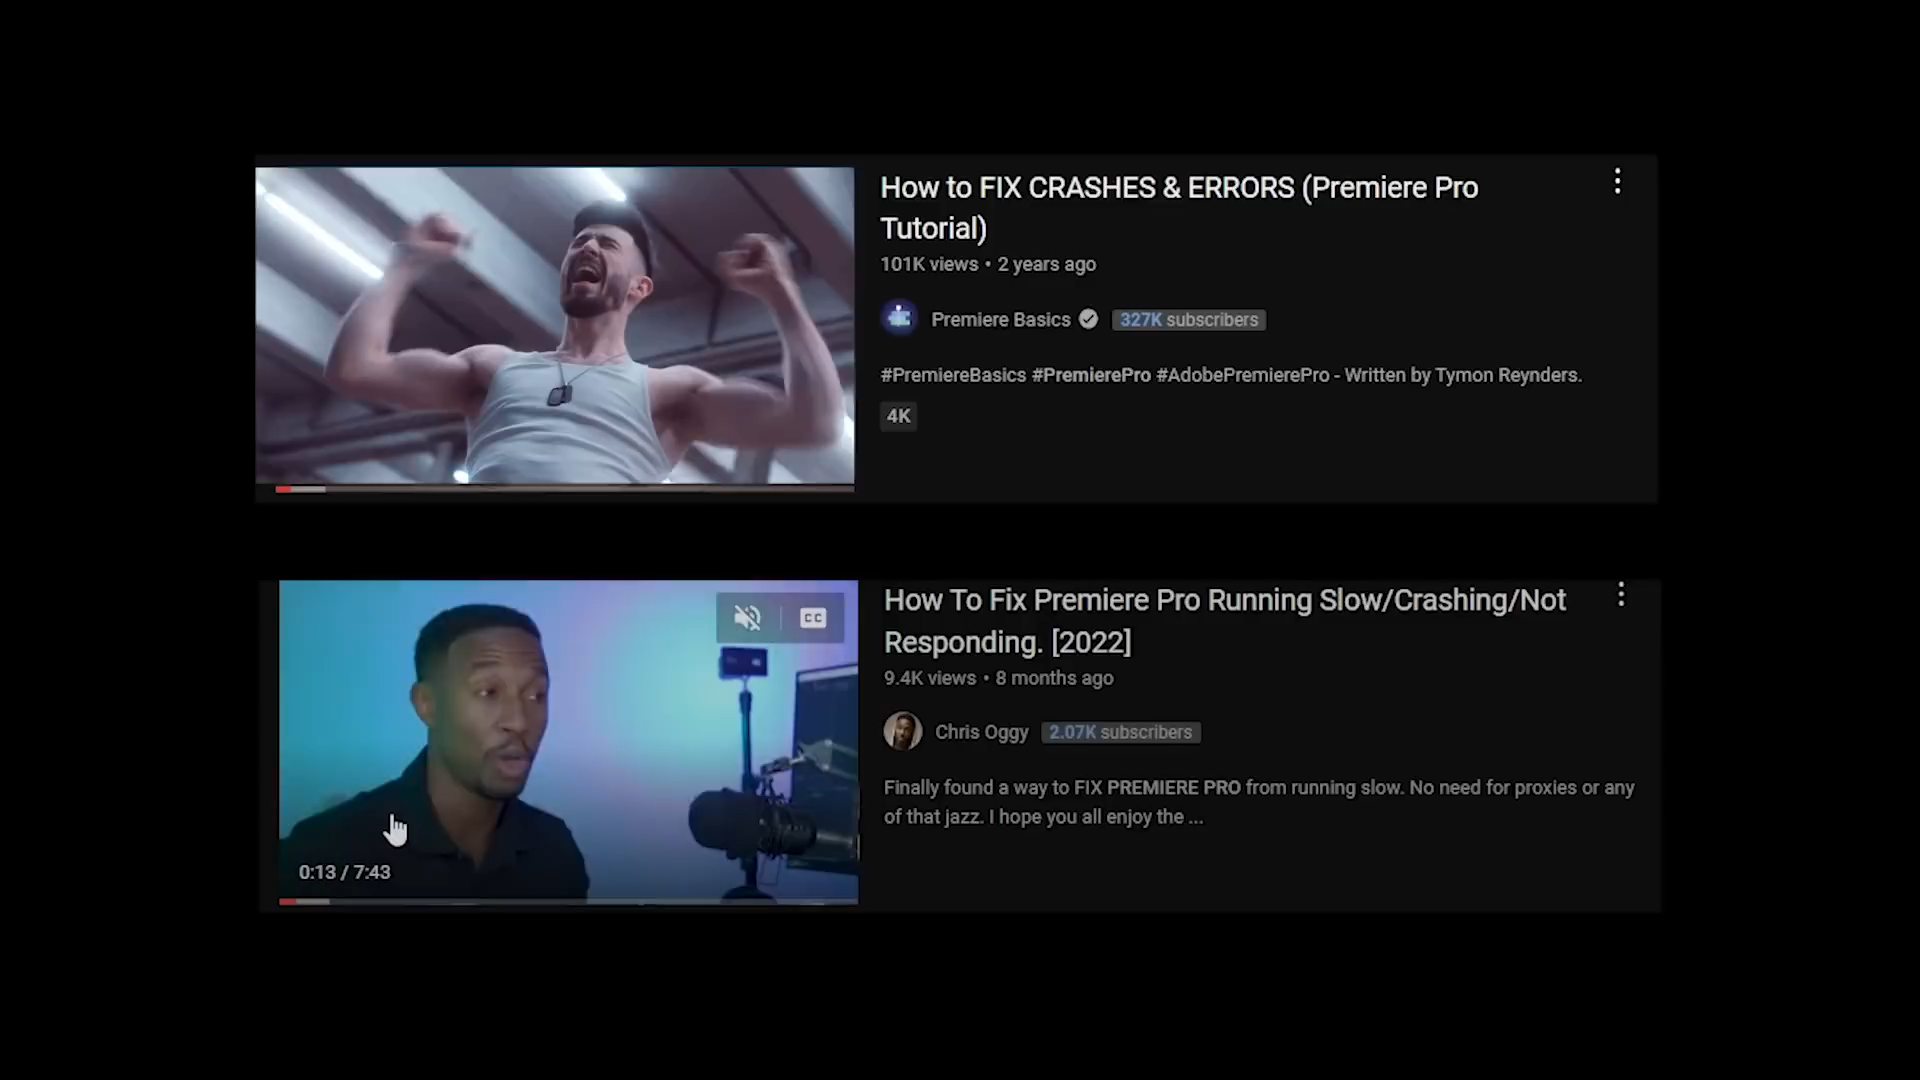 How to FIX CRASHES & ERRORS (Premiere Pro
Tutorial)
101K views • 2 years ago
Premiere Basics
327K subscribers
#PremiereBasics #PremierePro #AdobePremierePro - Written by Tymon Reynders.
4K
CC
0:13 / 7:43
How To Fix Premiere Pro Running Slow/Crashing/Not
Responding. [2022]
9.4K views • 8 months ago
Chris Oggy
2.07K subscribers
Finally found a way to FIX PREMIERE PRO from running slow. No need for proxies or any
of that jazz. I hope you all enjoy the ...